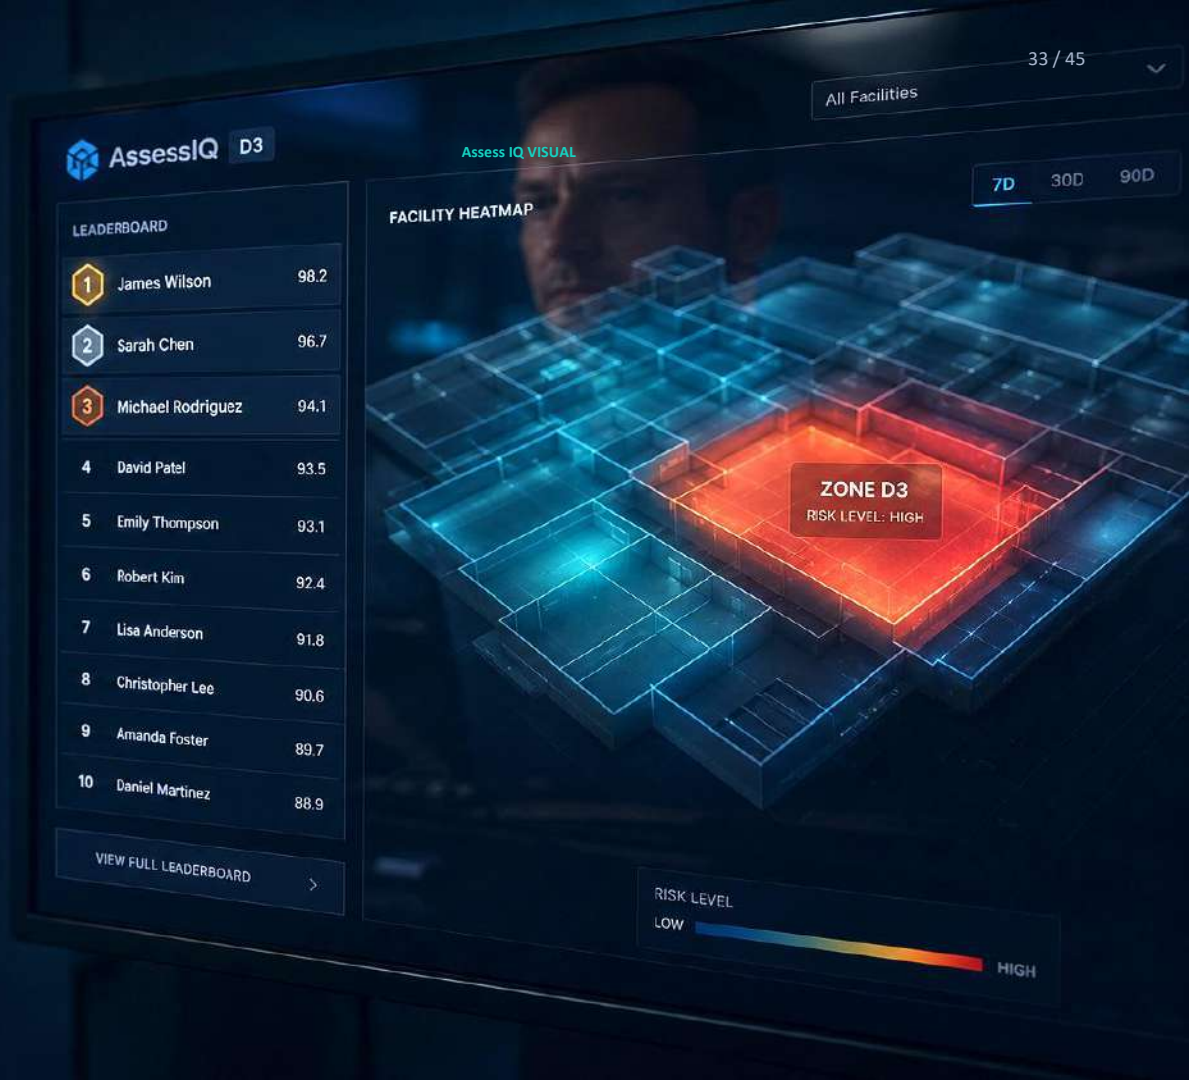 33 / 45
All Facilities
AssessIQ D3
Assess IQ VISUAL
7D 30D 90D
FACILITY HEATMAP
LEADERBOARD
1 James Wilson 98.2
2 Sarah Chen 96.7
3 Michael Rodriguez 94.1
4 David Patel 93.5
5 Emily Thompson 93.1
6 Robert Kim 92.4
7 Lisa Anderson 91.8
8 Christopher Lee 90.6
9 Amanda Foster 89.7
10 Daniel Martinez 88.9
VIEW FULL LEADERBOARD
ZONE D3
RISK LEVEL: HIGH
RISK LEVEL
LOW
HIGH